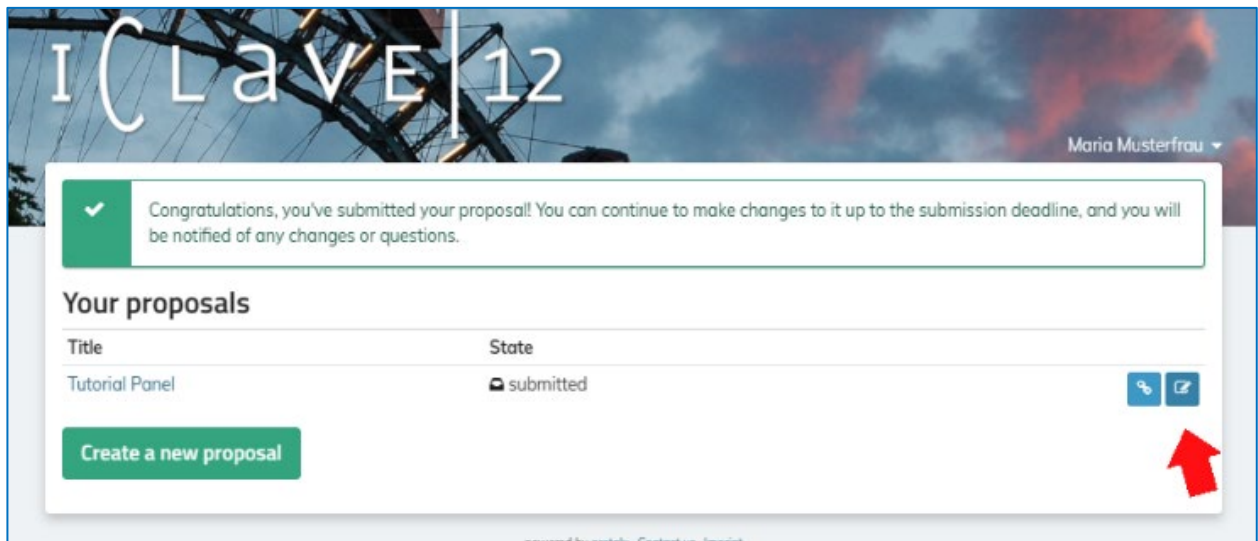 ICLaVE|12
Maria Musterfrau
Congratulations, you've submitted your proposal! You can continue to make changes to it up to the submission deadline, and you will
be notified of any changes or questions.
Your proposals
Title State
Tutorial Panel submitted
Create a new proposal